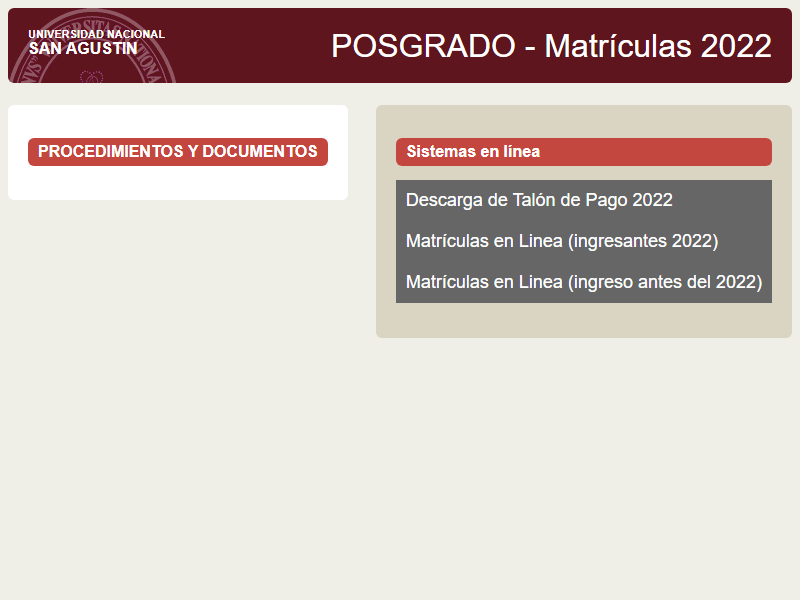 UNIVERSIDAD NACIONAL
SAN AGUSTIN
POSGRADO - Matrículas 2022
PROCEDIMIENTOS Y DOCUMENTOS
Sistemas en línea
Descarga de Talón de Pago 2022
Matrículas en Linea (ingresantes 2022)
Matrículas en Linea (ingreso antes del 2022)